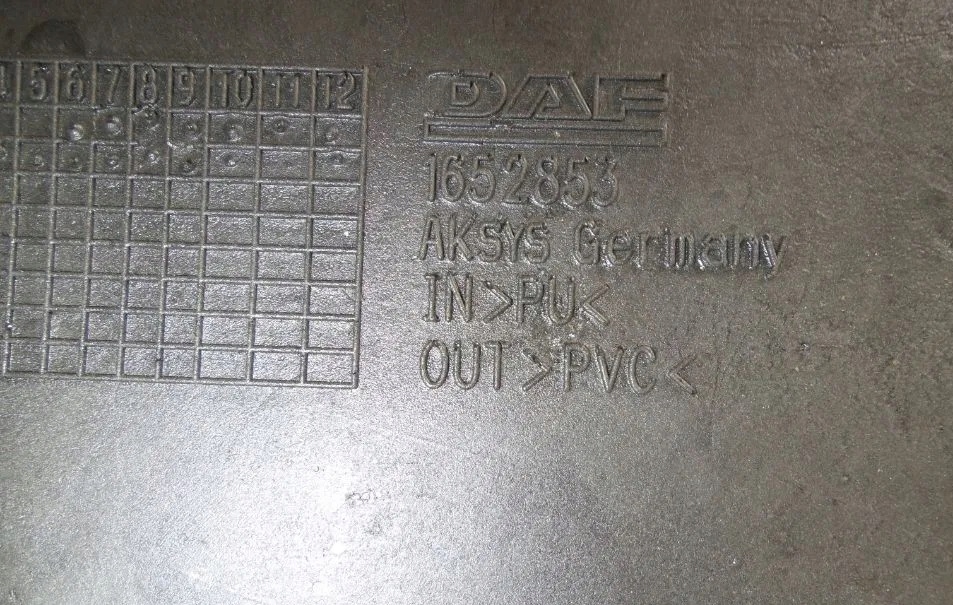 5 6 7 8 9 10 11 12
DAF
1652853
AKSYS Germany
IN >PU<
OUT >PVC<